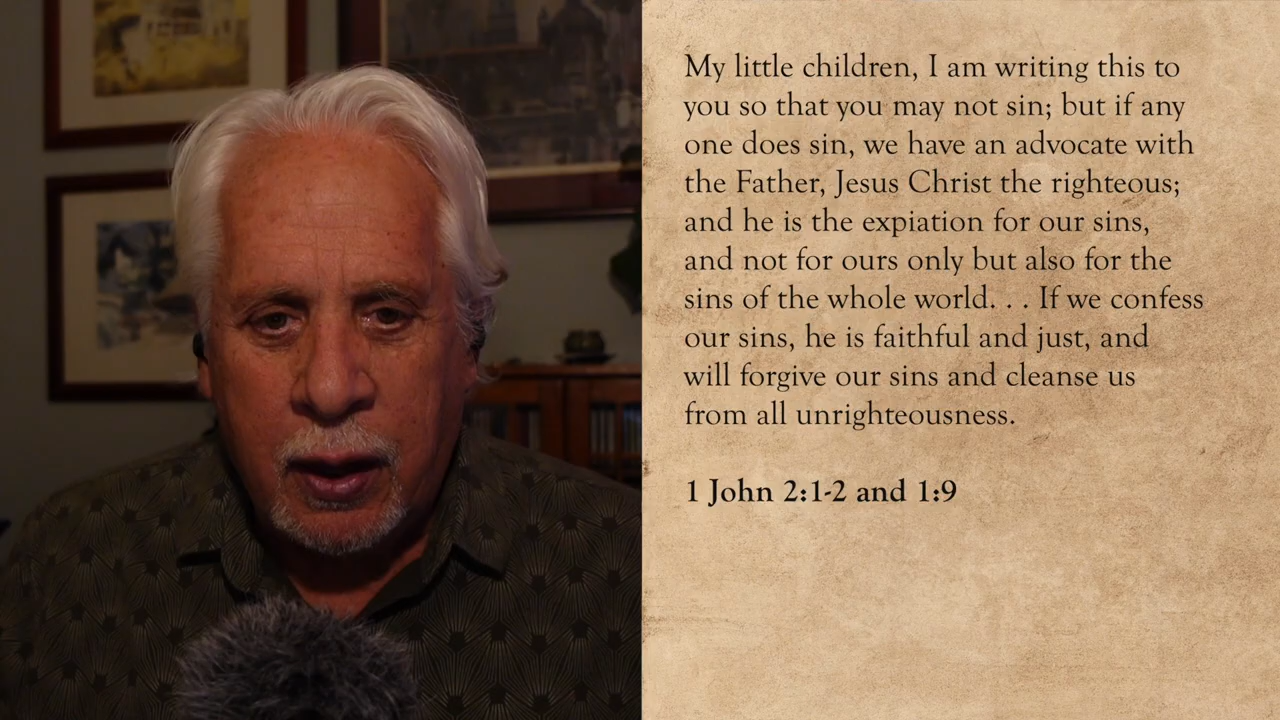 My little children, I am writing this to
you so that you may not sin; but if any
one does sin, we have an advocate with
the Father, Jesus Christ the righteous;
and he is the expiation for our sins,
and not for ours only but also for the
sins of the whole world. . . If we confess
our sins, he is faithful and just, and
will forgive our sins and cleanse us
from all unrighteousness.
1 John 2:1-2 and 1:9